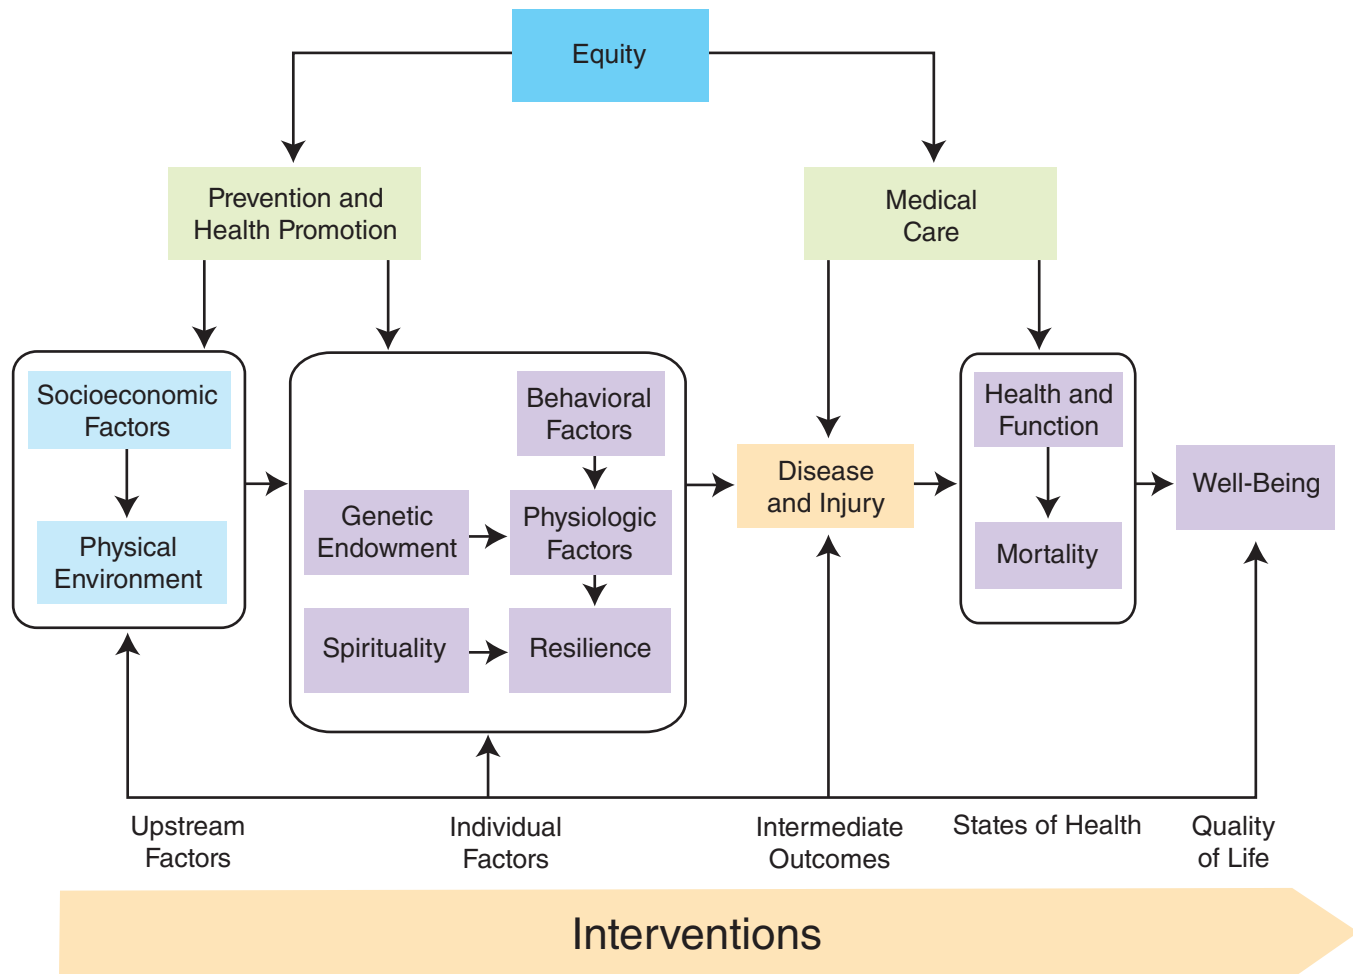 Equity
Prevention and
Health Promotion
Medical
Care
Socioeconomic
Factors
Physical
Environment
Behavioral
Factors
Genetic
Endowment
Physiologic
Factors
Spirituality
Resilience
Disease
and Injury
Health and
Function
Mortality
Well-Being
Upstream
Factors
Individual
Factors
Intermediate
Outcomes
States of Health
Quality
of Life
Interventions